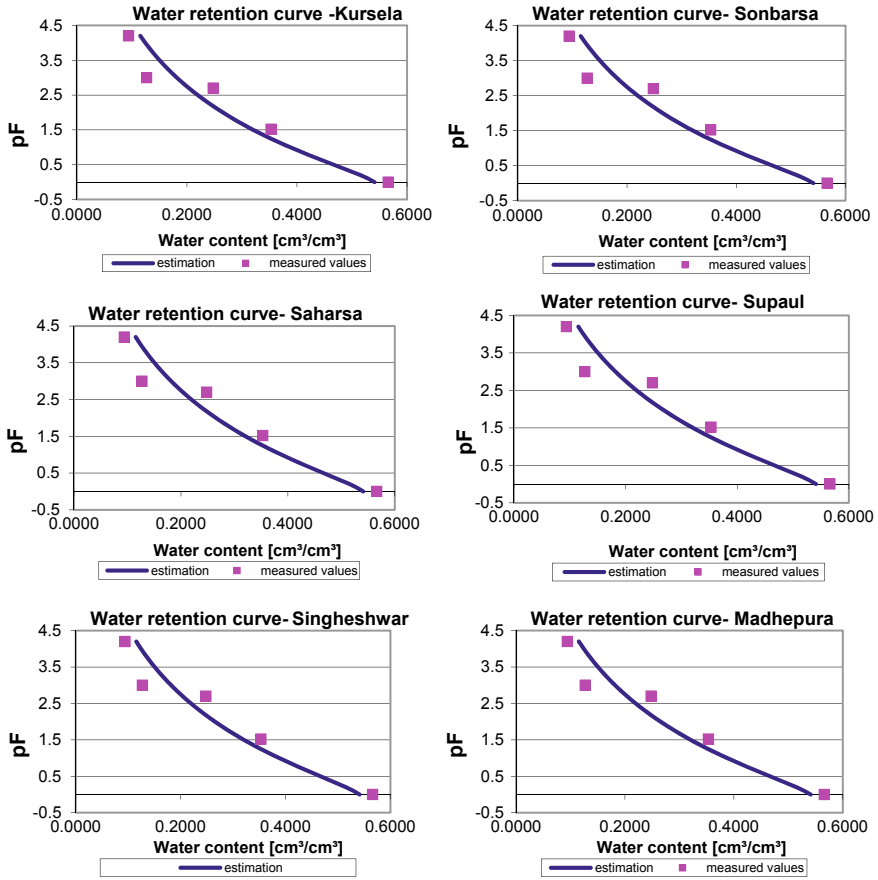 Water retention curve -Kursela
4.5
3.5
2.5
1.5
0.5
-0.5
pF
0.0000 0.2000 0.4000 0.6000
Water content [cm³/cm³]
estimation measured values
Water retention curve- Sonbarsa
4.5
3.5
2.5
1.5
0.5
-0.5
pF
0.0000 0.2000 0.4000 0.6000
Water content [cm³/cm³]
estimation measured values
Water retention curve- Saharsa
4.5
3.5
2.5
1.5
0.5
-0.5
pF
0.0000 0.2000 0.4000 0.6000
Water content [cm³/cm³]
estimation measured values
Water retention curve- Supaul
4.5
3.5
2.5
1.5
0.5
-0.5
pF
0.0000 0.2000 0.4000 0.6000
Water content [cm³/cm³]
estimation measured values
Water retention curve- Singheshwar
4.5
3.5
2.5
1.5
0.5
-0.5
pF
0.0000 0.2000 0.4000 0.6000
Water content [cm³/cm³]
estimation
Water retention curve- Madhepura
4.5
3.5
2.5
1.5
0.5
-0.5
pF
0.0000 0.2000 0.4000 0.6000
Water content [cm³/cm³]
estimation measured values